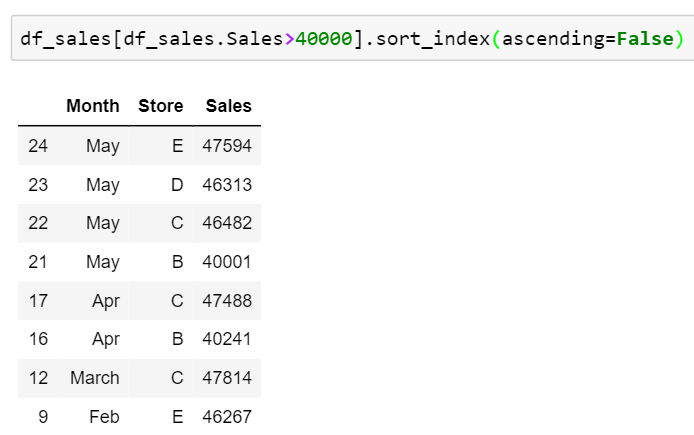 df_sales[df_sales.Sales>40000].sort_index(ascending=False)
Month Store Sales
24 May E 47594
23 May D 46313
22 May C 46482
21 May B 40001
17 Apr C 47488
16 Apr B 40241
12 March C 47814
9 Feb E 46267